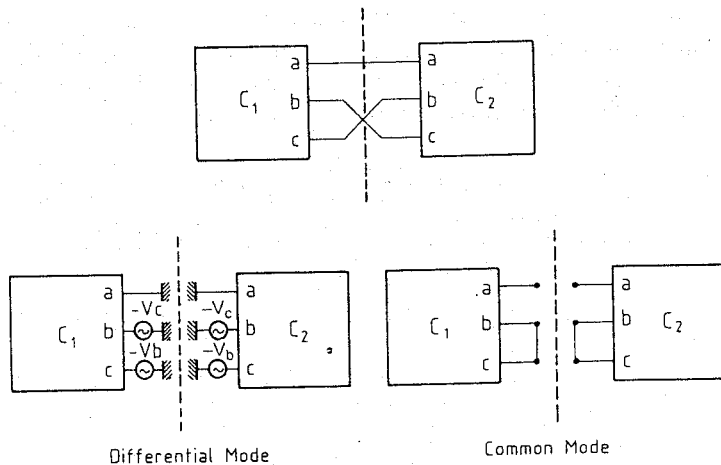 a a
C1 b b C2
c c
a a
-Vc -Vc
C1 b b C2
-Vb -Vb
c c
a a
b b
C1 C2
c c
Differential Mode Common Mode